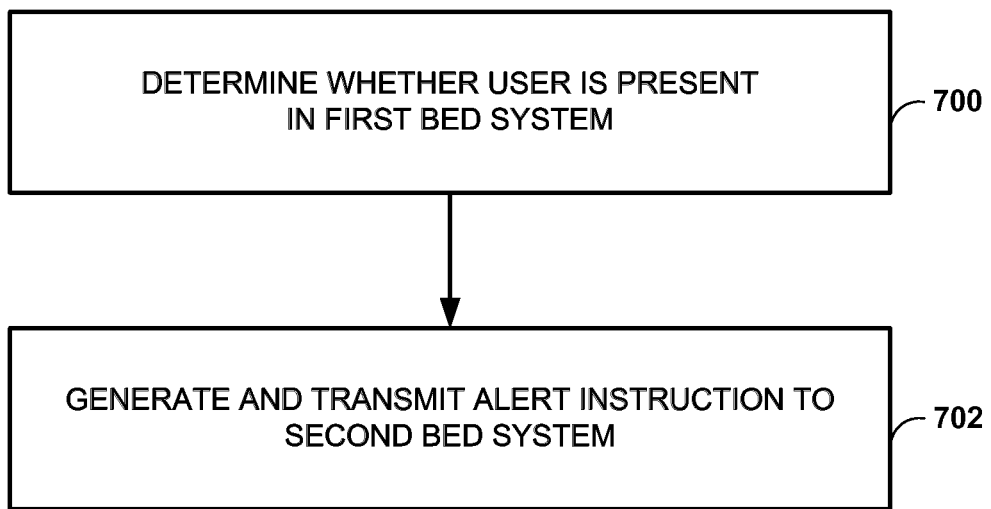 DETERMINE WHETHER USER IS PRESENT
IN FIRST BED SYSTEM
700
GENERATE AND TRANSMIT ALERT INSTRUCTION TO
SECOND BED SYSTEM
702